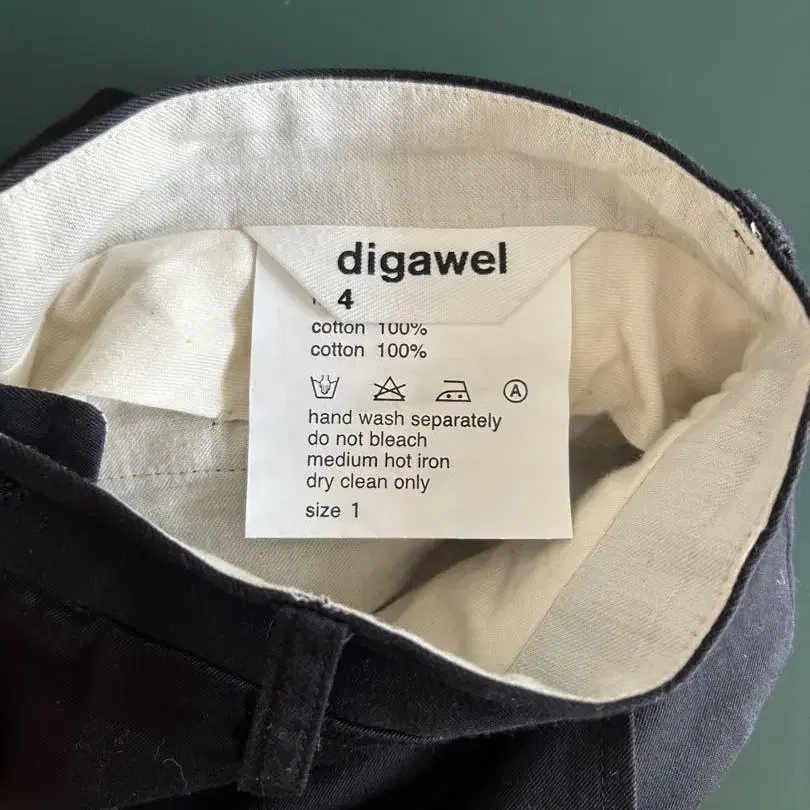 digawel
4
cotton 100%
cotton 100%
A
hand wash separately
do not bleach
medium hot iron
dry clean only
size 1